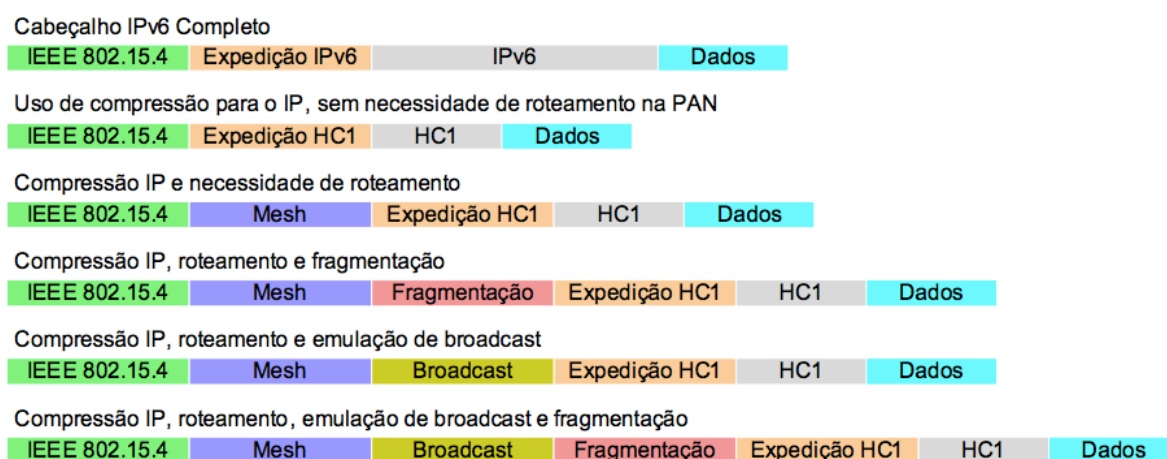 Cabeçalho IPv6 Completo
IEEE 802.15.4 Expedição IPv6 IPv6 Dados
Uso de compressão para o IP, sem necessidade de roteamento na PAN
IEEE 802.15.4 Expedição HC1 HC1 Dados
Compressão IP e necessidade de roteamento
IEEE 802.15.4 Mesh Expedição HC1 HC1 Dados
Compressão IP, roteamento e fragmentação
IEEE 802.15.4 Mesh Fragmentação Expedição HC1 HC1 Dados
Compressão IP, roteamento e emulação de broadcast
IEEE 802.15.4 Mesh Broadcast Expedição HC1 HC1 Dados
Compressão IP, roteamento, emulação de broadcast e fragmentação
IEEE 802.15.4 Mesh Broadcast Fragmentação Expedição HC1 HC1 Dados